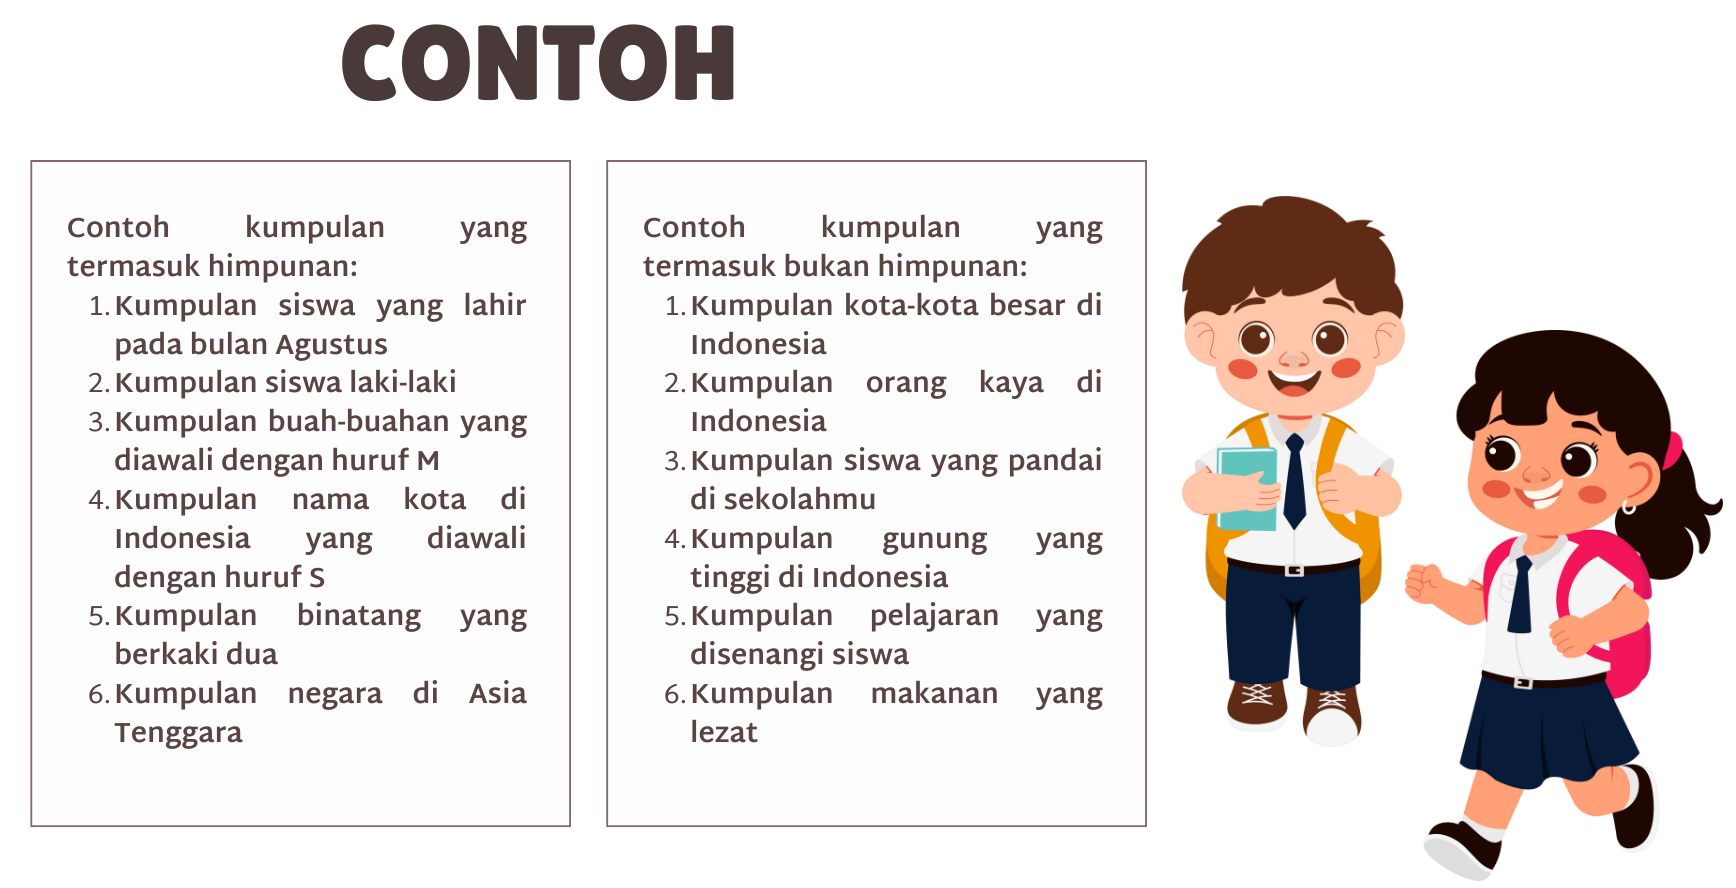 CONTOH
Contoh kumpulan yang
termasuk himpunan:
1. Kumpulan siswa yang lahir
pada bulan Agustus
2. Kumpulan siswa laki-laki
3. Kumpulan buah-buahan yang
diawali dengan huruf M
4. Kumpulan nama kota di
Indonesia yang diawali
dengan huruf S
5. Kumpulan binatang yang
berkaki dua
6. Kumpulan negara di Asia
Tenggara
Contoh kumpulan yang
termasuk bukan himpunan:
1. Kumpulan kota-kota besar di
Indonesia
2. Kumpulan orang kaya di
Indonesia
3. Kumpulan siswa yang pandai
di sekolahmu
4. Kumpulan gunung yang
tinggi di Indonesia
5. Kumpulan pelajaran yang
disenangi siswa
6. Kumpulan makanan yang
lezat